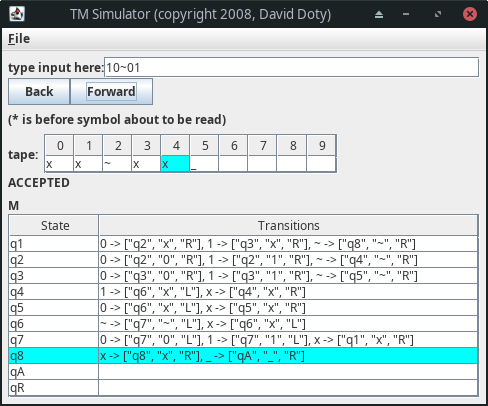 TM Simulator (copyright 2008, David Doty)
File
type input here: 10~01
Back Forward
(* is before symbol about to be read)
tape: 0 1 2 3 4 5 6 7 8 9
x x ~ x x _
ACCEPTED
M
State Transitions
q1 0 -> ["q2", "x", "R"], 1 -> ["q3", "x", "R"], ~ -> ["q8", "~", "R"]
q2 0 -> ["q2", "0", "R"], 1 -> ["q2", "1", "R"], ~ -> ["q4", "~", "R"]
q3 0 -> ["q3", "0", "R"], 1 -> ["q3", "1", "R"], ~ -> ["q5", "~", "R"]
q4 1 -> ["q6", "x", "L"], x -> ["q4", "x", "R"]
q5 0 -> ["q6", "x", "L"], x -> ["q5", "x", "R"]
q6 ~ -> ["q7", "~", "L"], x -> ["q6", "x", "L"]
q7 0 -> ["q7", "0", "L"], 1 -> ["q7", "1", "L"], x -> ["q1", "x", "R"]
q8 x -> ["q8", "x", "R"], _ -> ["qA", "_", "R"]
qA
qR